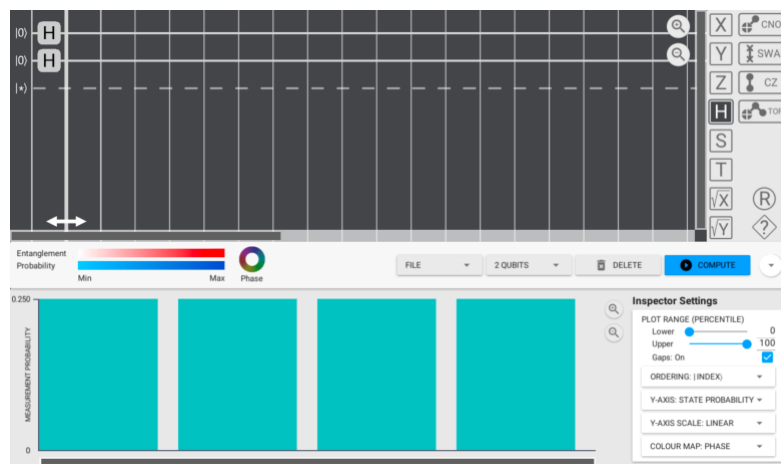 |0⟩ H
|0⟩ H
|*⟩
X CNO
Y SWA
Z CZ
H TOF
S
T
√X R
√Y ?
Entanglement
Probability
Min Max Phase
FILE 2 QUBITS DELETE COMPUTE
0.250
MEASUREMENT PROBABILITY
0
Inspector Settings
PLOT RANGE (PERCENTILE)
Lower 0
Upper 100
Gaps: On
ORDERING: |INDEX⟩
Y-AXIS: STATE PROBABILITY
Y-AXIS SCALE: LINEAR
COLOUR MAP: PHASE